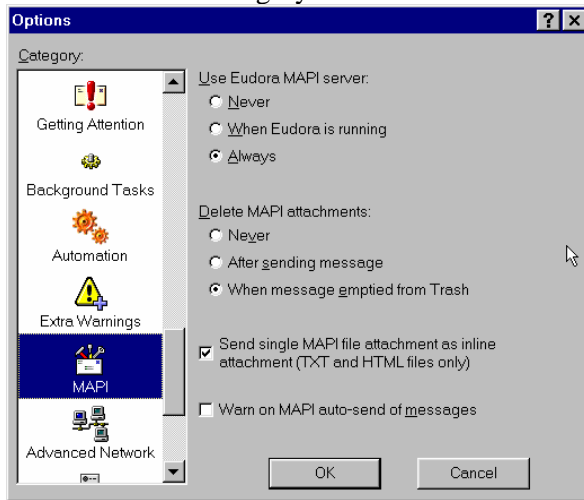 Options
Category:
Getting Attention
Background Tasks
Automation
Extra Warnings
MAPI
Advanced Network
Use Eudora MAPI server:
Never
When Eudora is running
Always
Delete MAPI attachments:
Never
After sending message
When message emptied from Trash
Send single MAPI file attachment as inline
attachment (TXT and HTML files only)
Warn on MAPI auto-send of messages
OK
Cancel